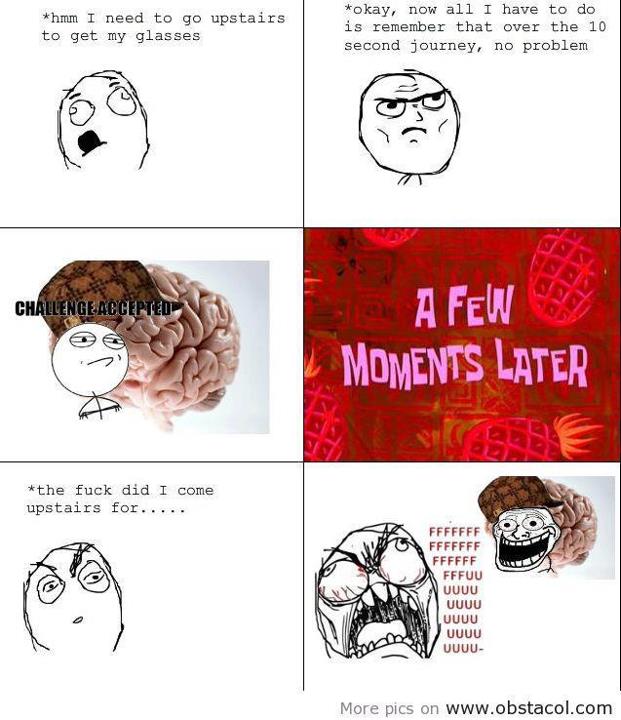 *hmm I need to go upstairs
to get my glasses
*okay, now all I have to do
is remember that over the 10
second journey, no problem
CHALLENGE ACCEPTED
A FEW
MOMENTS LATER
*the fuck did I come
upstairs for.....
FFFFFFF
FFFFFFF
FFFFFF
FFFUU
UUUU
UUUU
UUUU
UUUU
UUUU-
More pics on www.obstacol.com